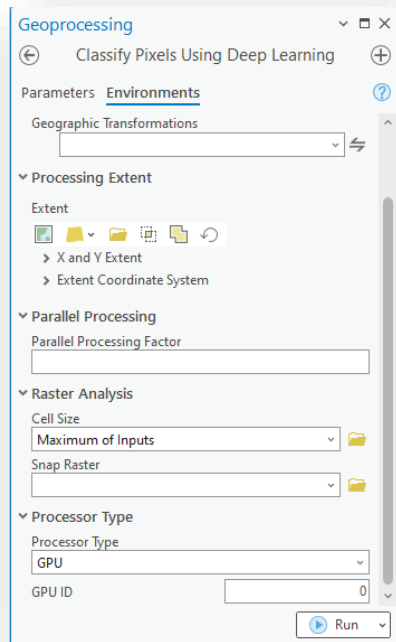 Geoprocessing
Classify Pixels Using Deep Learning
Parameters Environments
?
Geographic Transformations
Processing Extent
Extent
X and Y Extent
Extent Coordinate System
Parallel Processing
Parallel Processing Factor
Raster Analysis
Cell Size
Maximum of Inputs
Snap Raster
Processor Type
Processor Type
GPU
GPU ID 0
Run